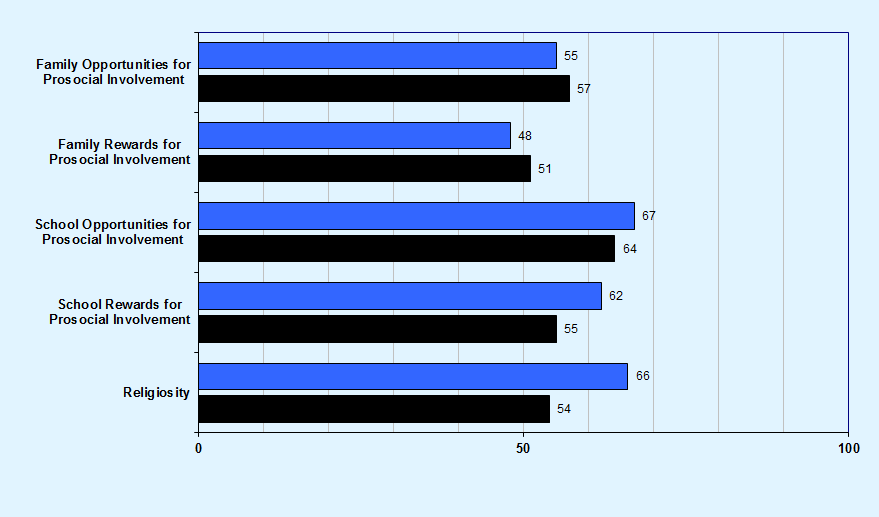 Family Opportunities for
Prosocial Involvement
55
57
Family Rewards for
Prosocial Involvement
48
51
School Opportunities for
Prosocial Involvement
67
64
School Rewards for
Prosocial Involvement
62
55
Religiosity
66
54
0
50
100